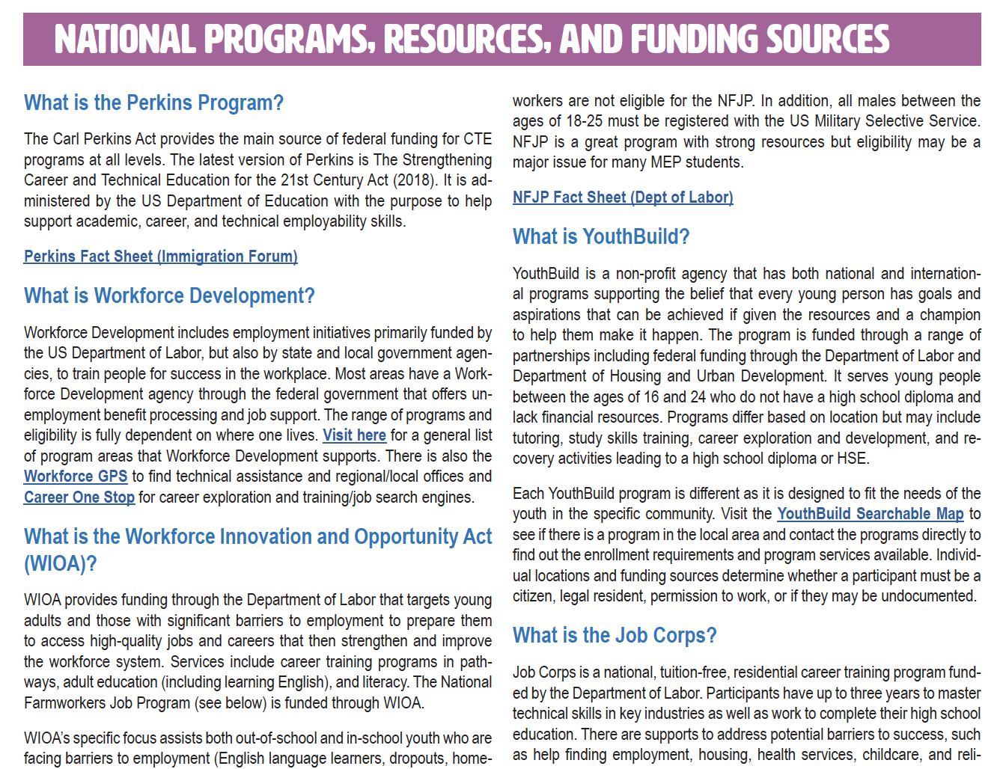 NATIONAL PROGRAMS, RESOURCES, AND FUNDING SOURCES
What is the Perkins Program?
The Carl Perkins Act provides the main source of federal funding for CTE
programs at all levels. The latest version of Perkins is The Strengthening
Career and Technical Education for the 21st Century Act (2018). It is ad-
ministered by the US Department of Education with the purpose to help
support academic, career, and technical employability skills.
Perkins Fact Sheet (Immigration Forum)
What is Workforce Development?
Workforce Development includes employment initiatives primarily funded by
the US Department of Labor, but also by state and local government agen-
cies, to train people for success in the workplace. Most areas have a Work-
force Development agency through the federal government that offers un-
employment benefit processing and job support. The range of programs and
eligibility is fully dependent on where one lives. Visit here for a general list
of program areas that Workforce Development supports. There is also the
Workforce GPS to find technical assistance and regional/local offices and
Career One Stop for career exploration and training/job search engines.
What is the Workforce Innovation and Opportunity Act
(WIOA)?
WIOA provides funding through the Department of Labor that targets young
adults and those with significant barriers to employment to prepare them
to access high-quality jobs and careers that then strengthen and improve
the workforce system. Services include career training programs in path-
ways, adult education (including learning English), and literacy. The National
Farmworkers Job Program (see below) is funded through WIOA.
WIOA's specific focus assists both out-of-school and in-school youth who are
facing barriers to employment (English language learners, dropouts, home-
workers are not eligible for the NFJP. In addition, all males between the
ages of 18-25 must be registered with the US Military Selective Service.
NFJP is a great program with strong resources but eligibility may be a
major issue for many MEP students.
NFJP Fact Sheet (Dept of Labor)
What is YouthBuild?
YouthBuild is a non-profit agency that has both national and internation-
al programs supporting the belief that every young person has goals and
aspirations that can be achieved if given the resources and a champion
to help them make it happen. The program is funded through a range of
partnerships including federal funding through the Department of Labor and
Department of Housing and Urban Development. It serves young people
between the ages of 16 and 24 who do not have a high school diploma and
lack financial resources. Programs differ based on location but may include
tutoring, study skills training, career exploration and development, and re-
covery activities leading to a high school diploma or HSE.
Each YouthBuild program is different as it is designed to fit the needs of the
youth in the specific community. Visit the YouthBuild Searchable Map to
see if there is a program in the local area and contact the programs directly to
find out the enrollment requirements and program services available. Individ-
ual locations and funding sources determine whether a participant must be a
citizen, legal resident, permission to work, or if they may be undocumented.
What is the Job Corps?
Job Corps is a national, tuition-free, residential career training program fund-
ed by the Department of Labor. Participants have up to three years to master
technical skills in key industries as well as work to complete their high school
education. There are supports to address potential barriers to success, such
as help finding employment, housing, health services, childcare, and reli-